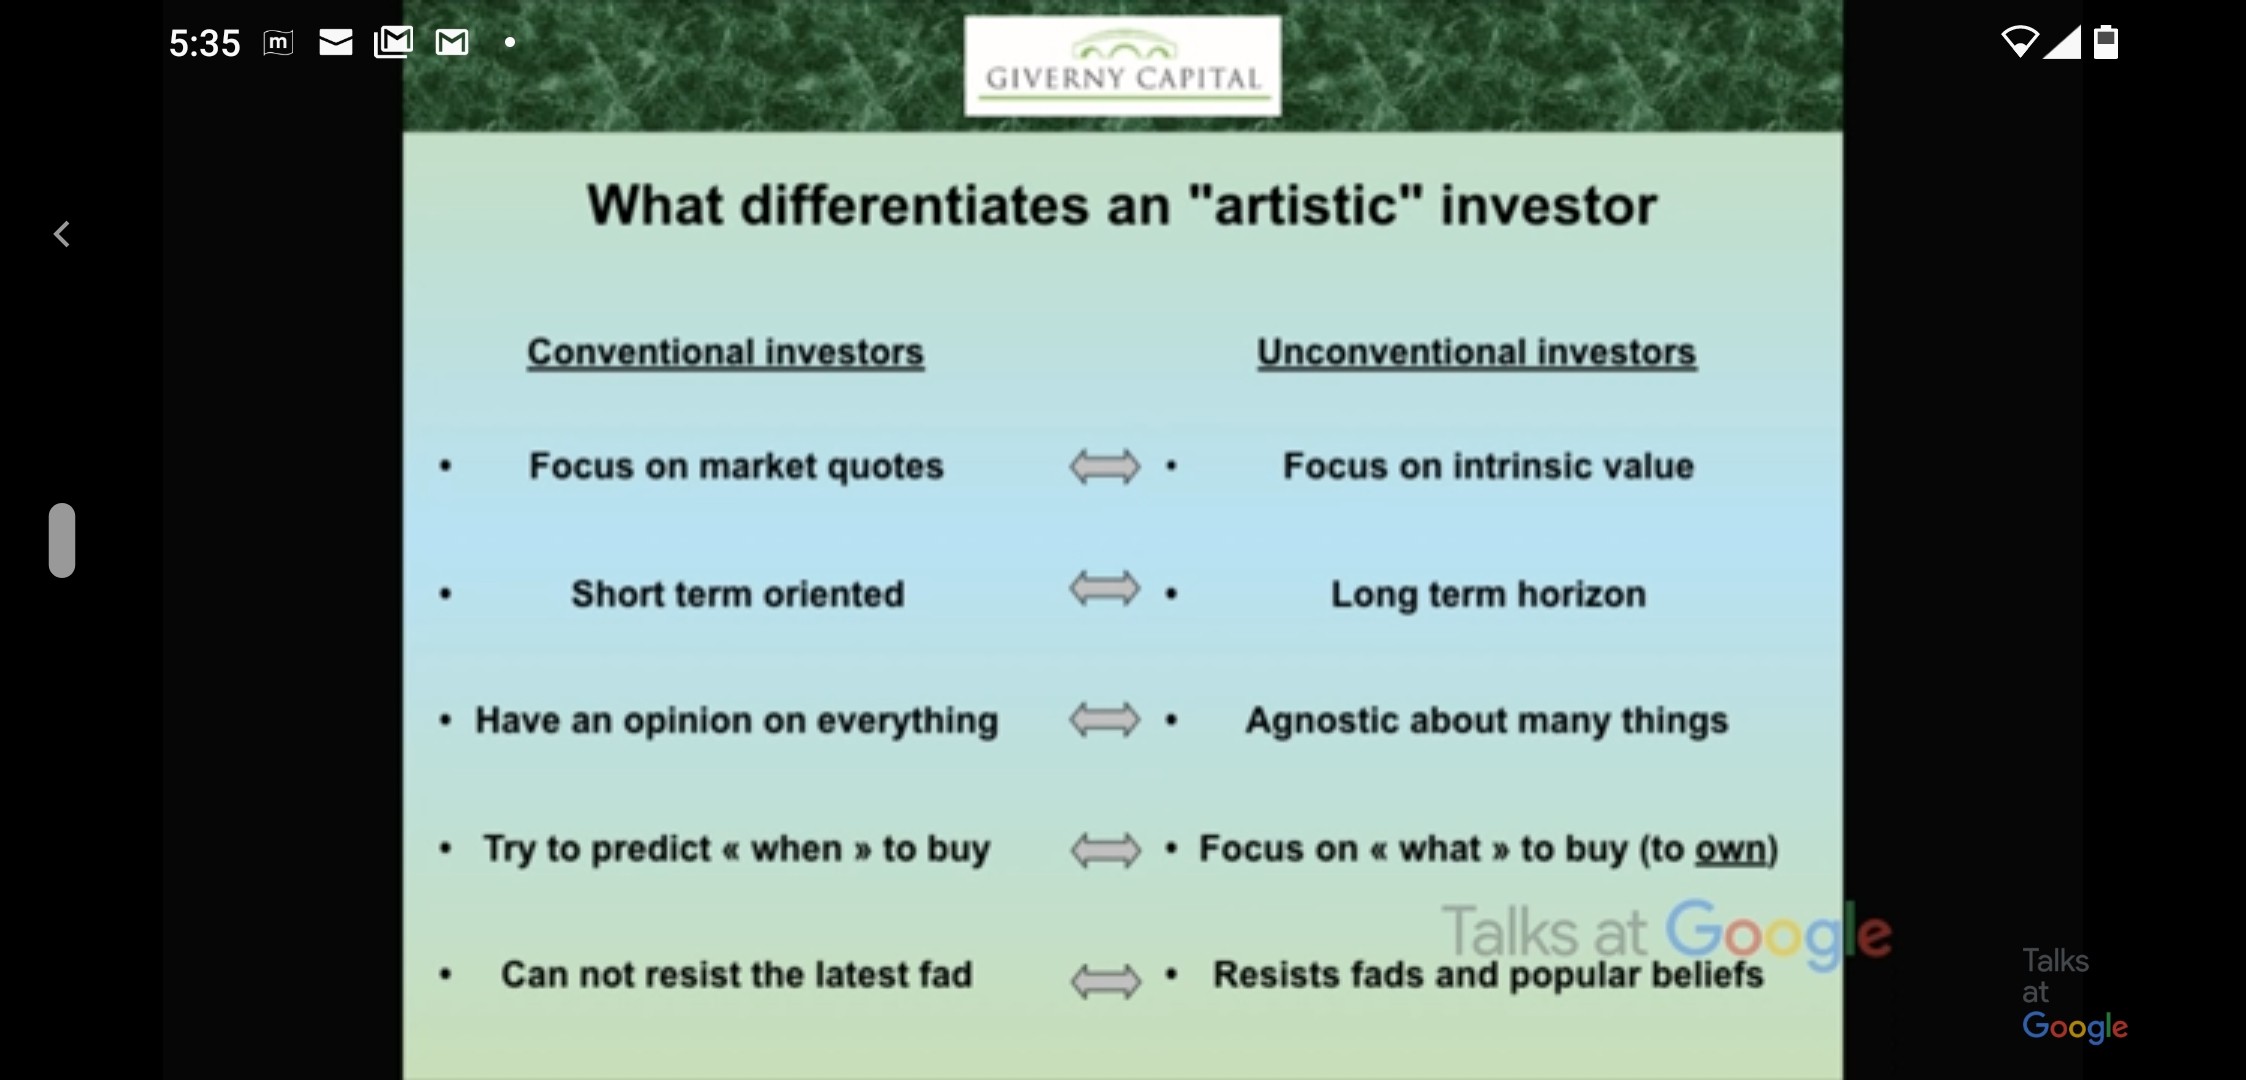 5:35
GIVERNY CAPITAL
What differentiates an "artistic" investor
Conventional investors
Unconventional investors
• Focus on market quotes
• Focus on intrinsic value
• Short term oriented
• Long term horizon
• Have an opinion on everything
• Agnostic about many things
• Try to predict « when » to buy
• Focus on « what » to buy (to own)
• Can not resist the latest fad
• Resists fads and popular beliefs
Talks at Google
Talks
at
Google